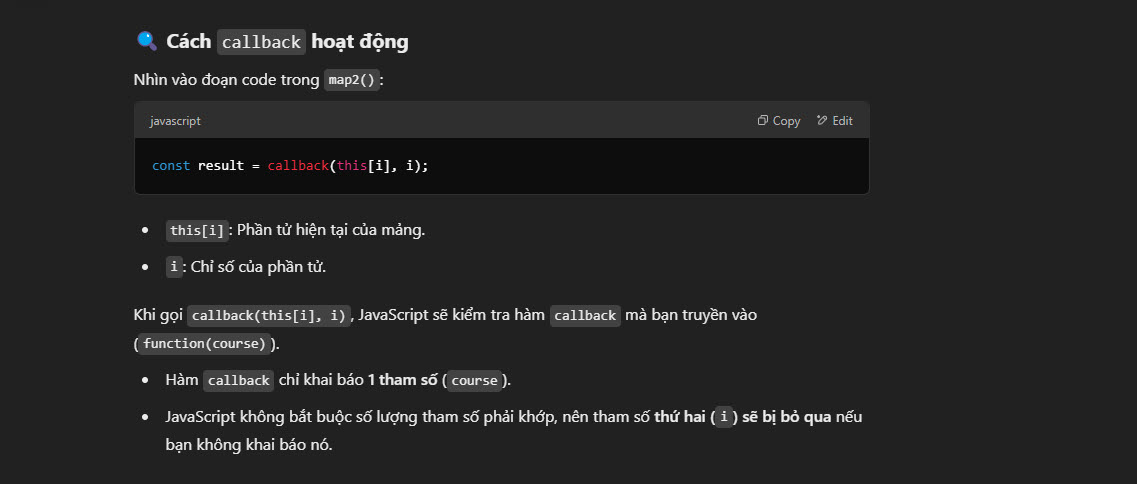 🔍 Cách callback hoạt động
Nhìn vào đoạn code trong map2():
javascript Copy Edit
const result = callback(this[i], i);
• this[i]: Phần tử hiện tại của mảng.
• i: Chỉ số của phần tử.
Khi gọi callback(this[i], i), JavaScript sẽ kiểm tra hàm callback mà bạn truyền vào
(function(course)).
• Hàm callback chỉ khai báo 1 tham số (course).
• JavaScript không bắt buộc số lượng tham số phải khớp, nên tham số thứ hai (i) sẽ bị bỏ qua nếu
bạn không khai báo nó.